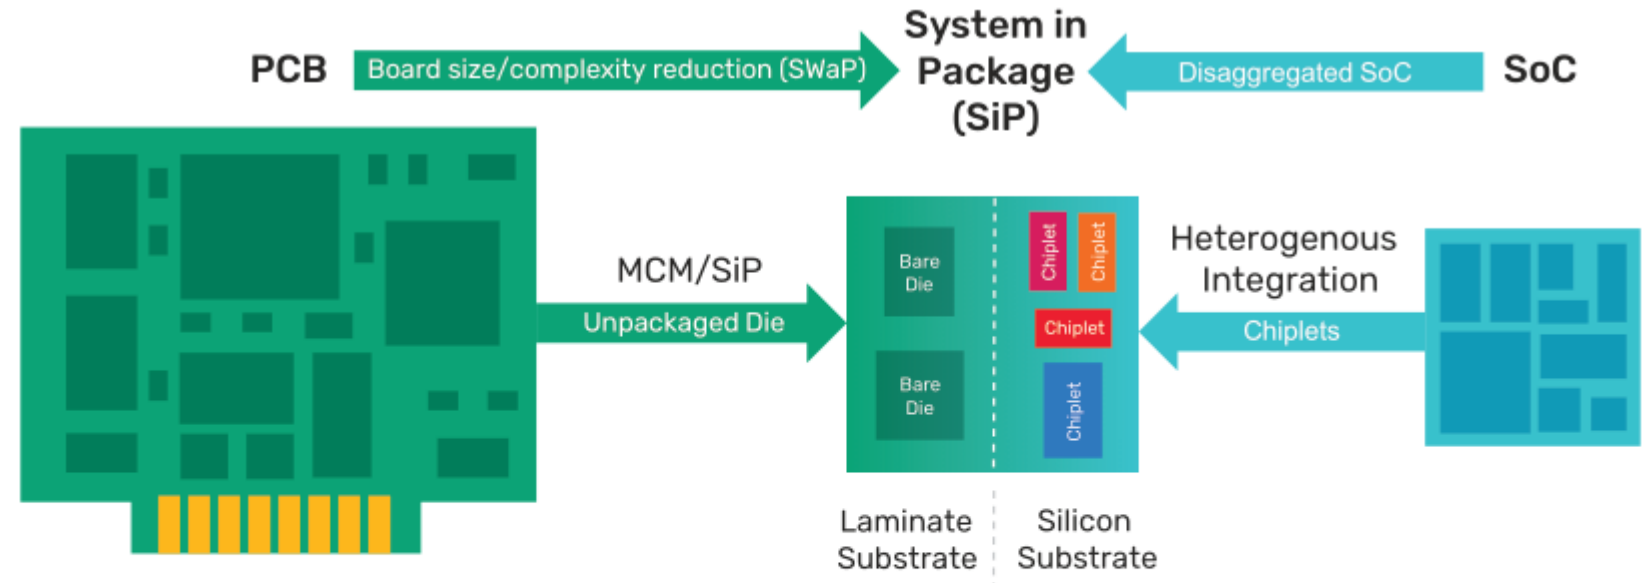 PCB
Board size/complexity reduction (SWaP)
System in
Package
(SiP)
Disaggregated SoC
SoC
MCM/SiP
Unpackaged Die
Bare
Die
Bare
Die
Chiplet
Chiplet
Chiplet
Chiplet
Heterogenous
Integration
Chiplets
Laminate
Substrate
Silicon
Substrate